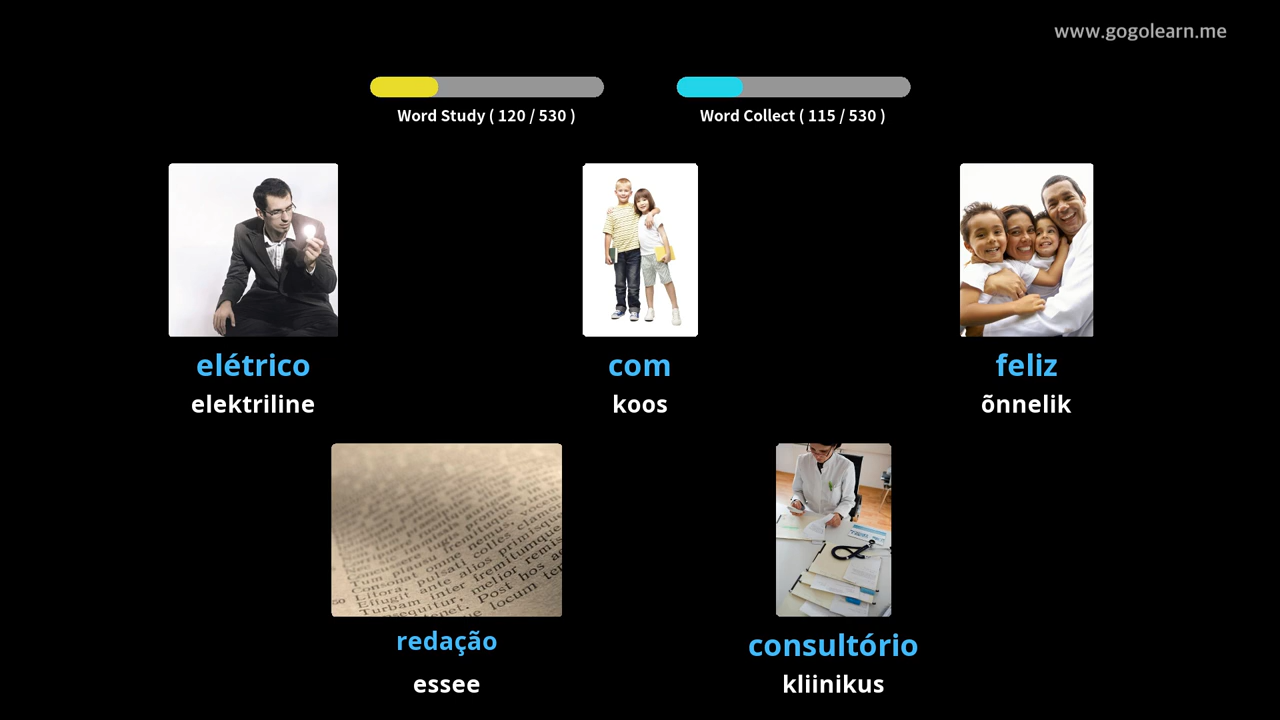 www.gogolearn.me
Word Study ( 120 / 530 )
Word Collect ( 115 / 530 )
elétrico
elektriline
com
koos
feliz
õnnelik
redação
essee
consultório
kliinikus